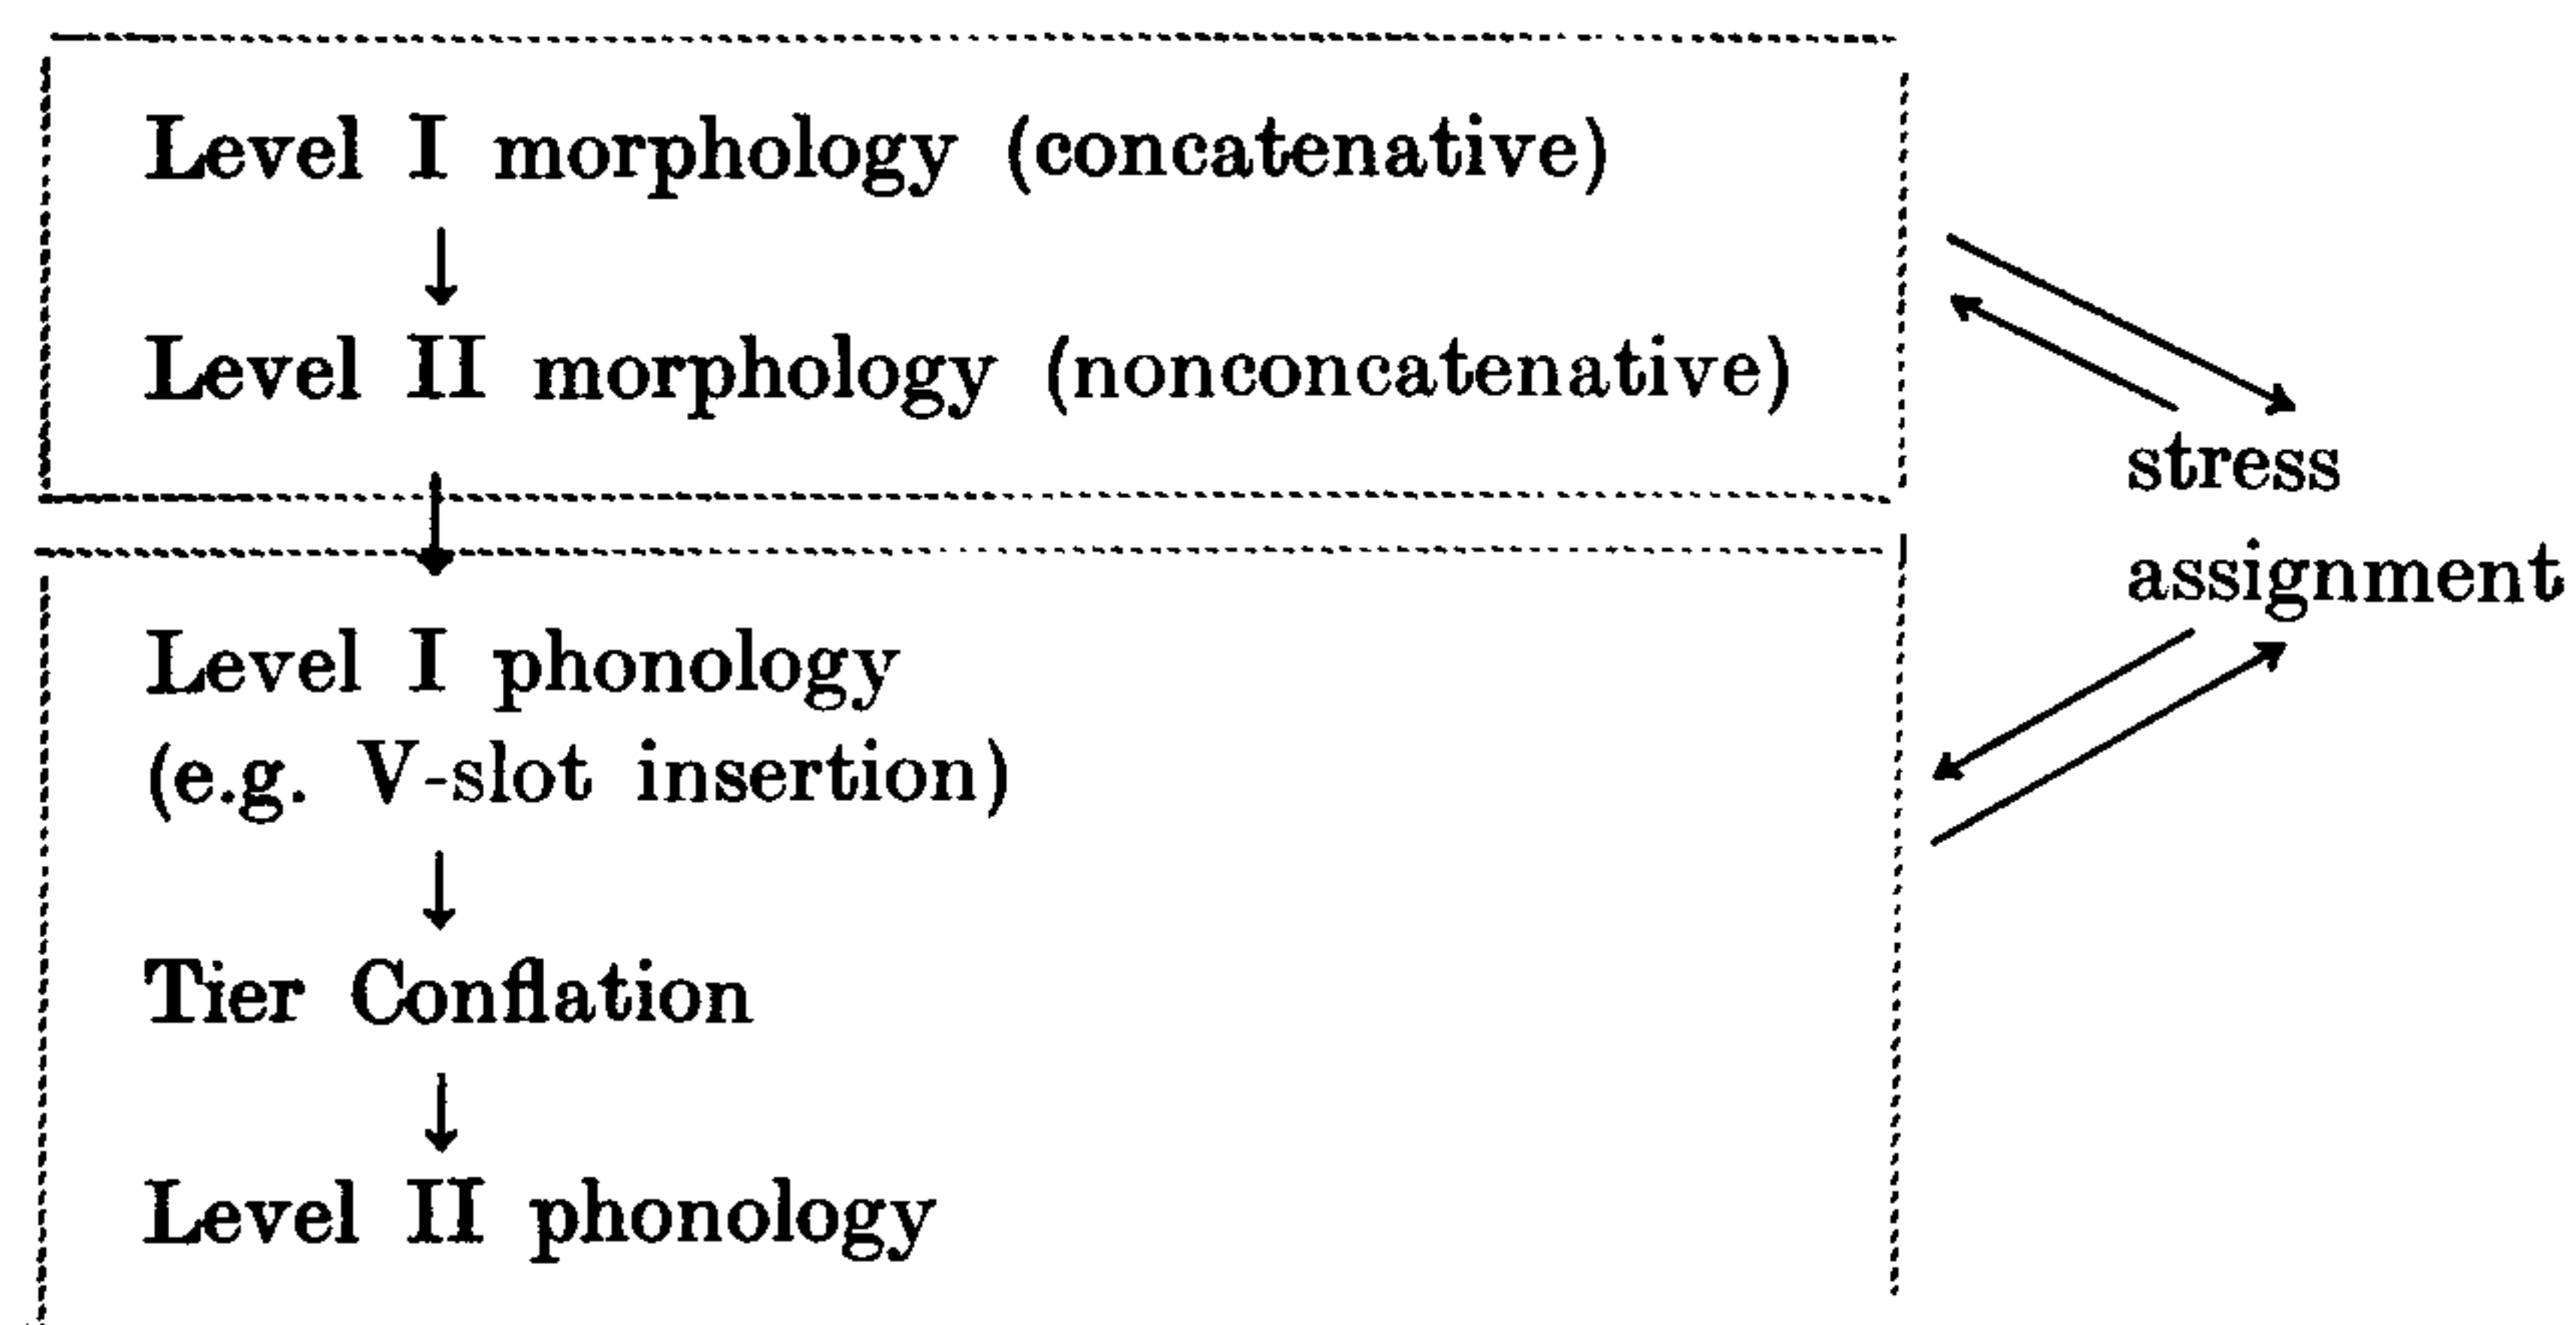 Level I morphology (concatenative)
Level II morphology (nonconcatenative)
stress
assignment
Level I phonology
(e.g. V-slot insertion)
Tier Conflation
Level II phonology